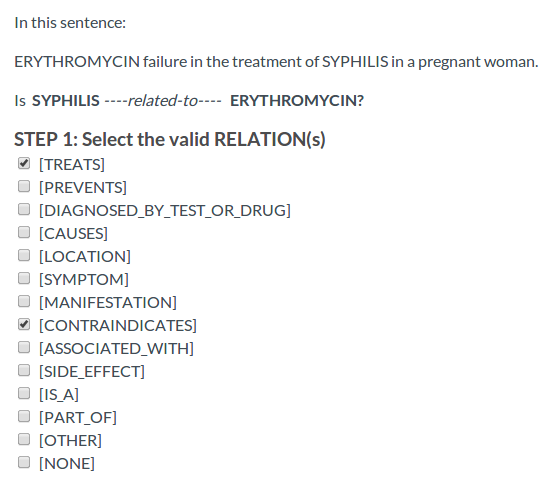 In this sentence:
ERYTHROMYCIN failure in the treatment of SYPHILIS in a pregnant woman.
Is SYPHILIS ----related-to---- ERYTHROMYCIN?
STEP 1: Select the valid RELATION(s)
[TREATS]
[PREVENTS]
[DIAGNOSED_BY_TEST_OR_DRUG]
[CAUSES]
[LOCATION]
[SYMPTOM]
[MANIFESTATION]
[CONTRAINDICATES]
[ASSOCIATED_WITH]
[SIDE_EFFECT]
[IS_A]
[PART_OF]
[OTHER]
[NONE]